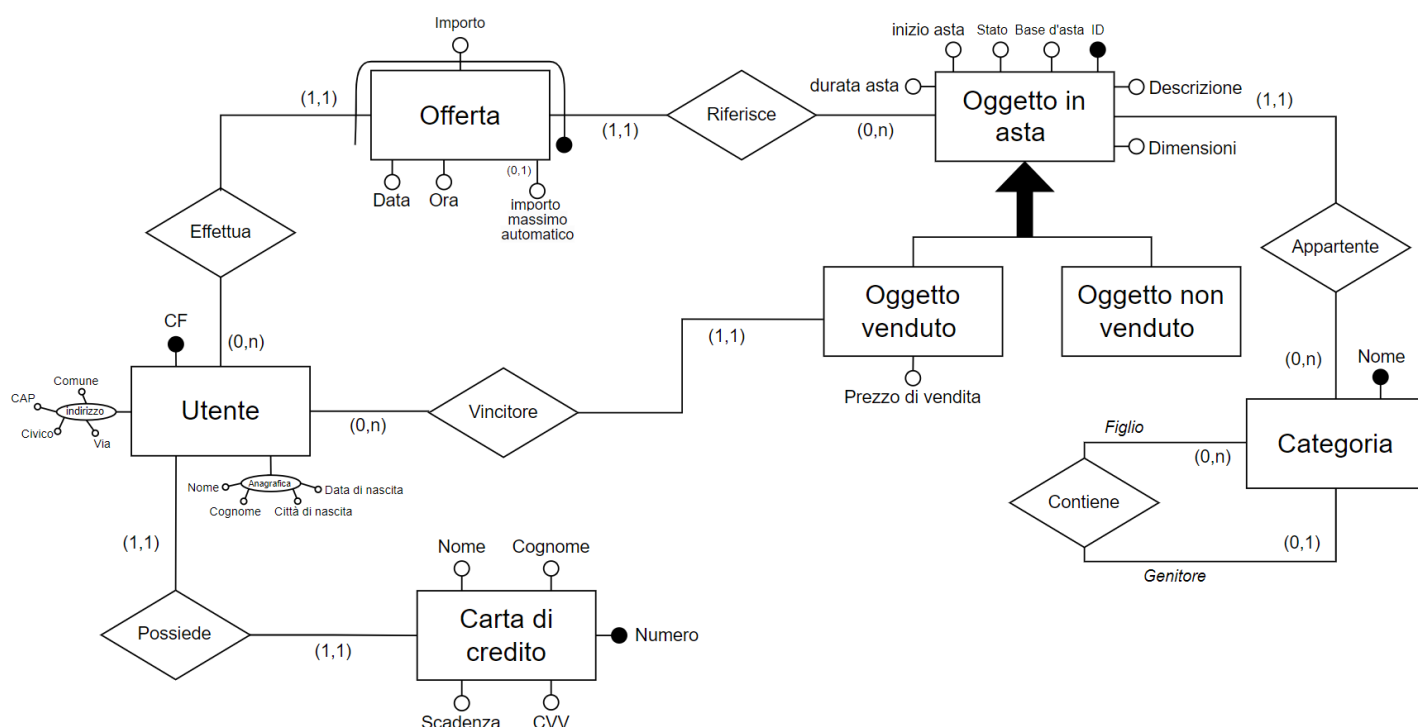 Importo
inizio asta
Stato
Base d'asta
ID
durata asta
Descrizione
(1,1)
Offerta
(1,1)
Riferisce
(0,n)
Oggetto in
asta
(1,1)
Dimensioni
(0,1)
Data
Ora
importo
massimo
automatico
Effettua
Appartente
Oggetto
venduto
Oggetto non
venduto
CF
(0,n)
(1,1)
(0,n)
Nome
Prezzo di vendita
Comune
CAP
indirizzo
Civico
Via
Utente
(0,n)
Vincitore
Figlio
(0,n)
Categoria
Nome
Anagrafica
Data di nascita
Cognome
Città di nascita
Contiene
(1,1)
Nome
Cognome
(0,1)
Genitore
Possiede
(1,1)
Carta di
credito
Numero
Scadenza
CVV